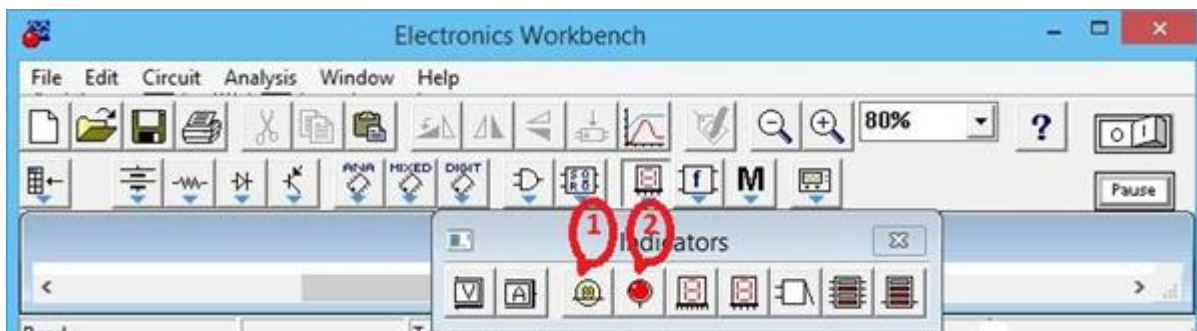 Electronics Workbench
File Edit Circuit Analysis Window Help
80% ?
ANA MIXED DIGIT f M
Pause
1 2
Indicators
V A